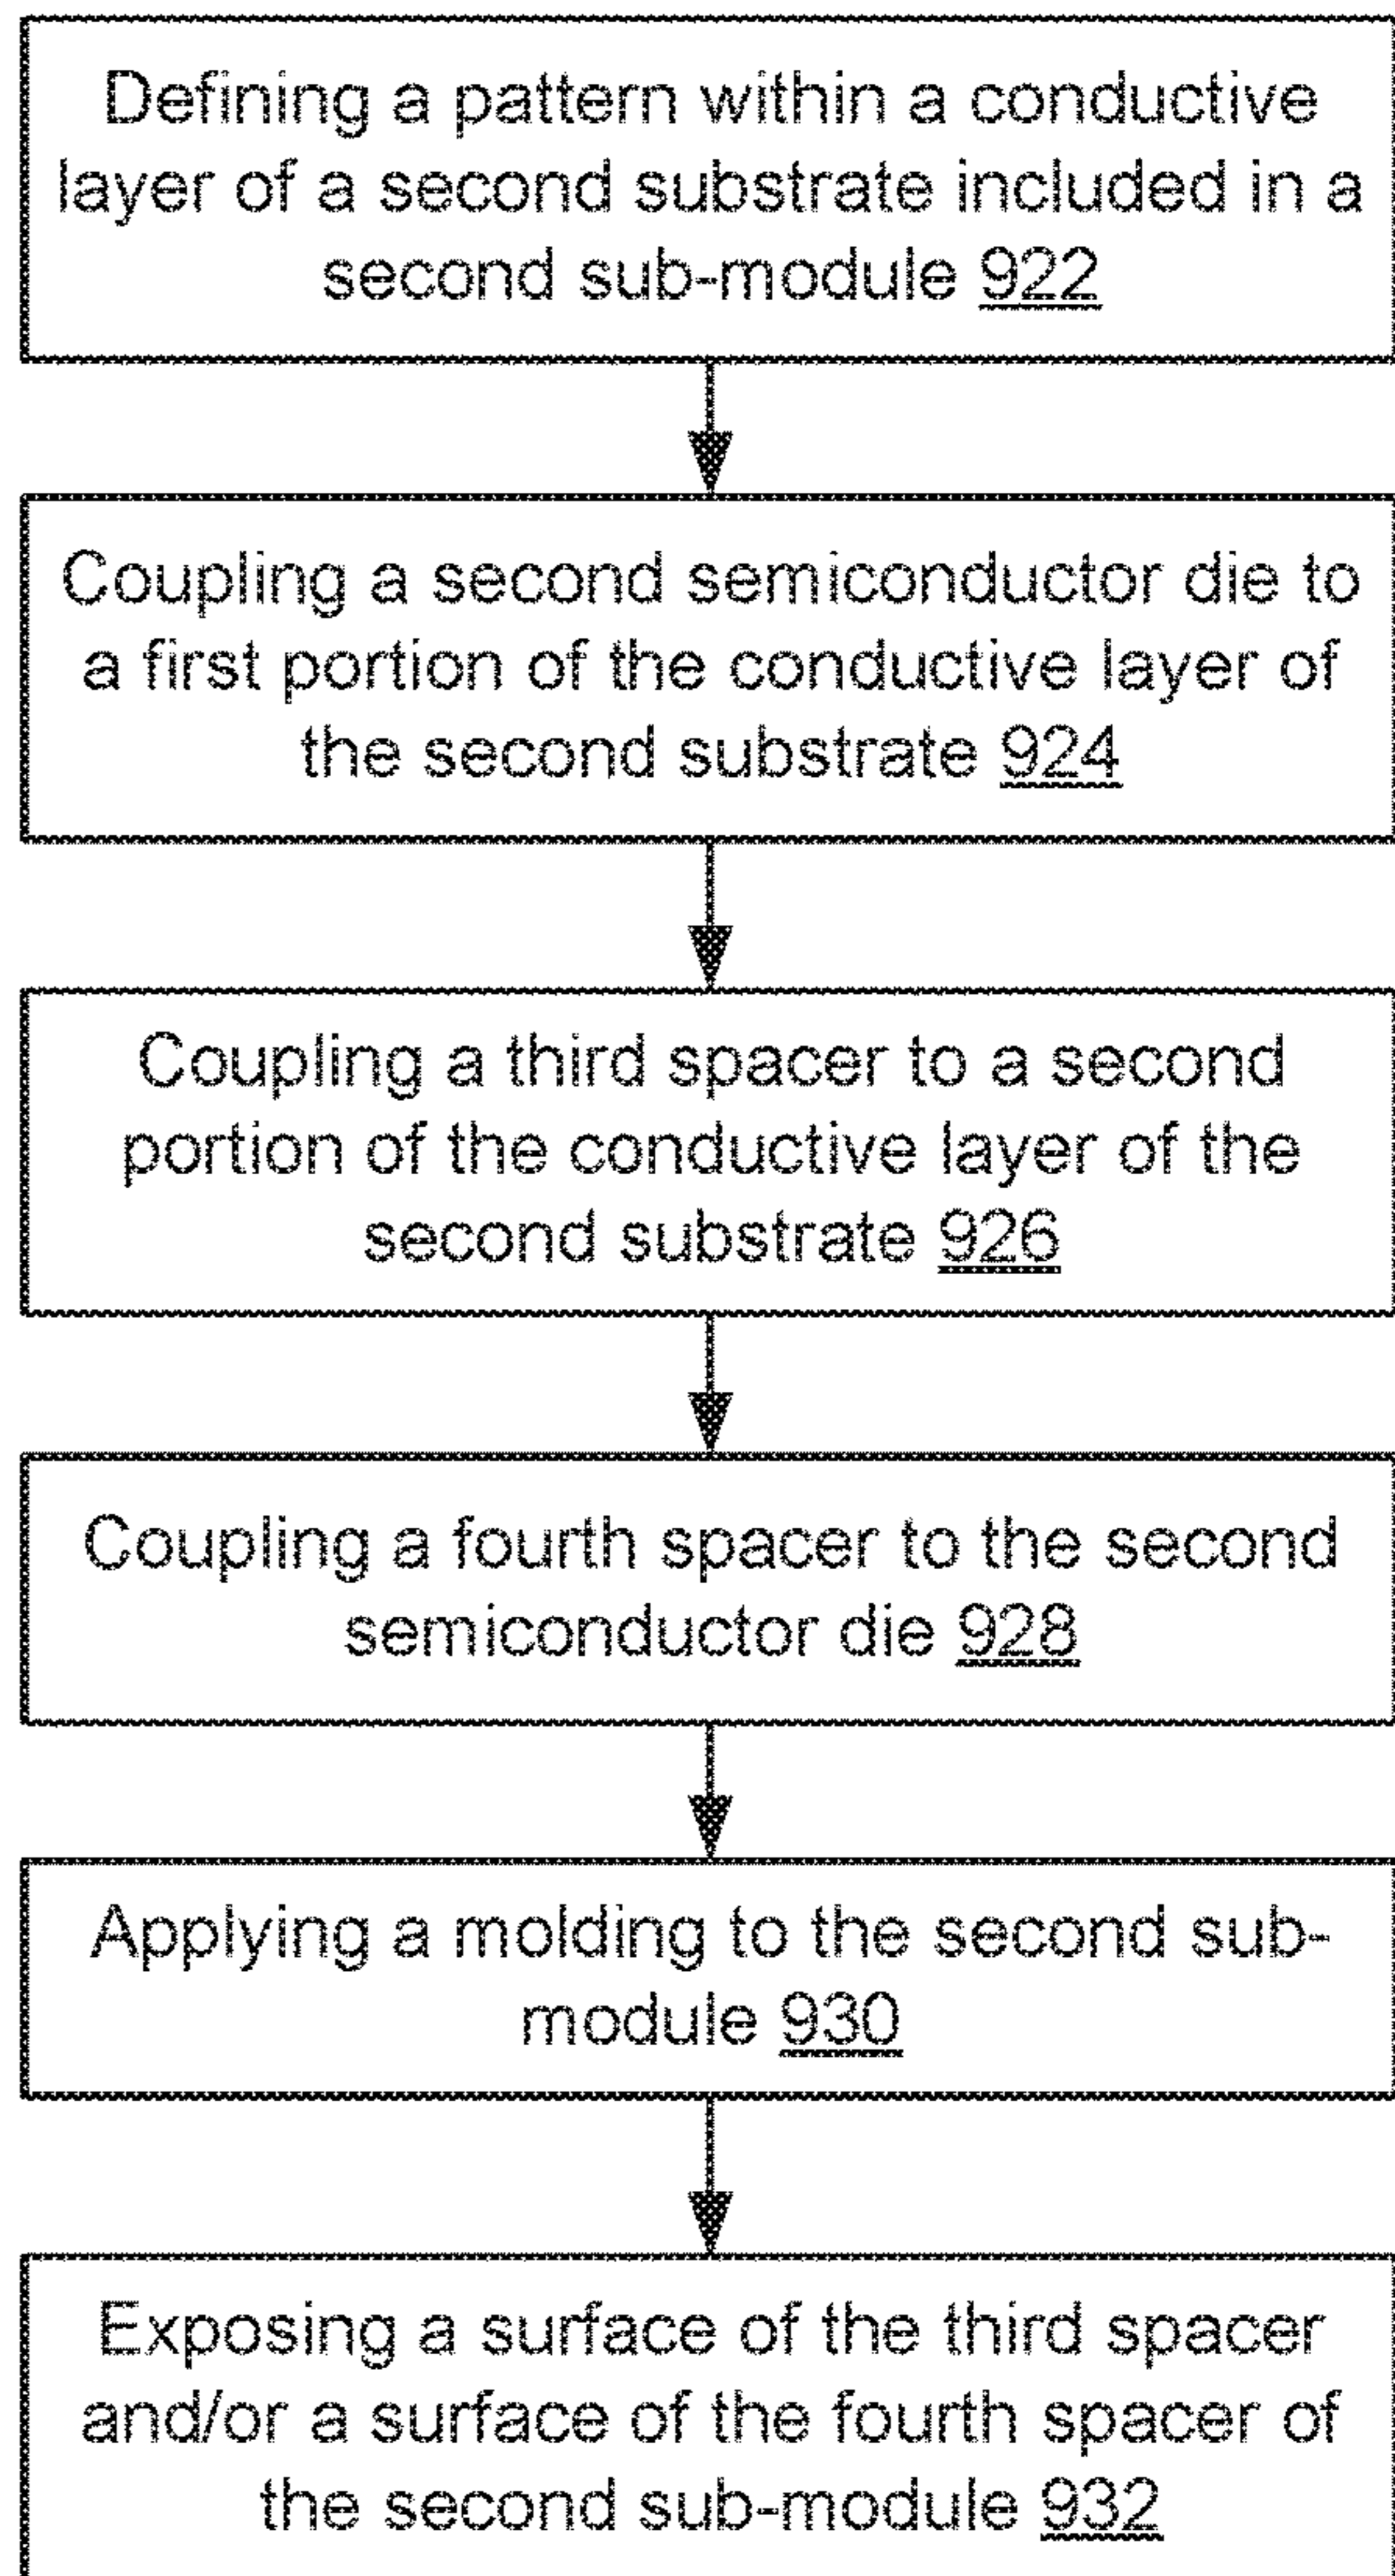 Defining a pattern within a conductive
layer of a second substrate included in a
second sub-module 922
Coupling a second semiconductor die to
a first portion of the conductive layer of
the second substrate 924
Coupling a third spacer to a second
portion of the conductive layer of the
second substrate 926
Coupling a fourth spacer to the second
semiconductor die 928
Applying a molding to the second sub-
module 930
Exposing a surface of the third spacer
and/or a surface of the fourth spacer of
the second sub-module 932